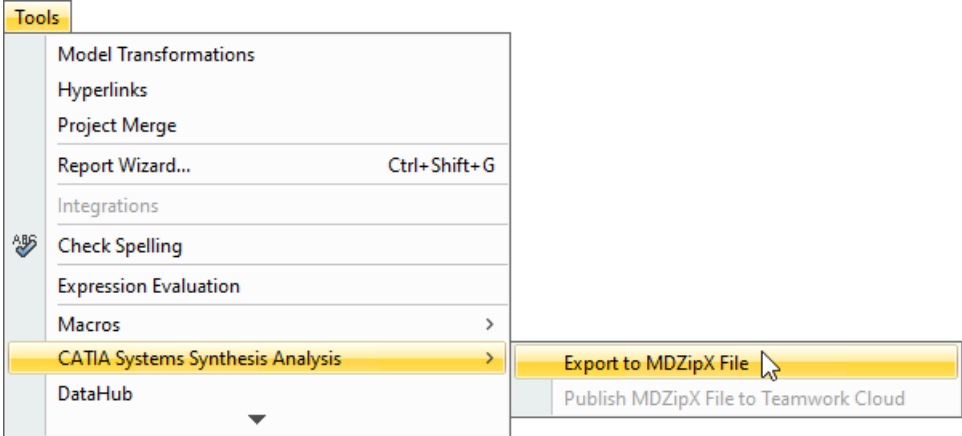 Tools
Model Transformations
Hyperlinks
Project Merge
Report Wizard... Ctrl+Shift+G
Integrations
ABS
Check Spelling
Expression Evaluation
Macros
CATIA Systems Synthesis Analysis
Export to MDZipX File
DataHub
Publish MDZipX File to Teamwork Cloud